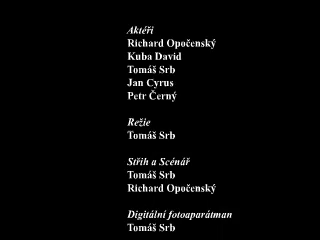 Aktéři
Richard Opočenský
Kuba David
Tomáš Srb
Jan Cyrus
Petr Černý
Režie
Tomáš Srb
Střih a Scénář
Tomáš Srb
Richard Opočenský
Digitální fotoaparátman
Tomáš Srb